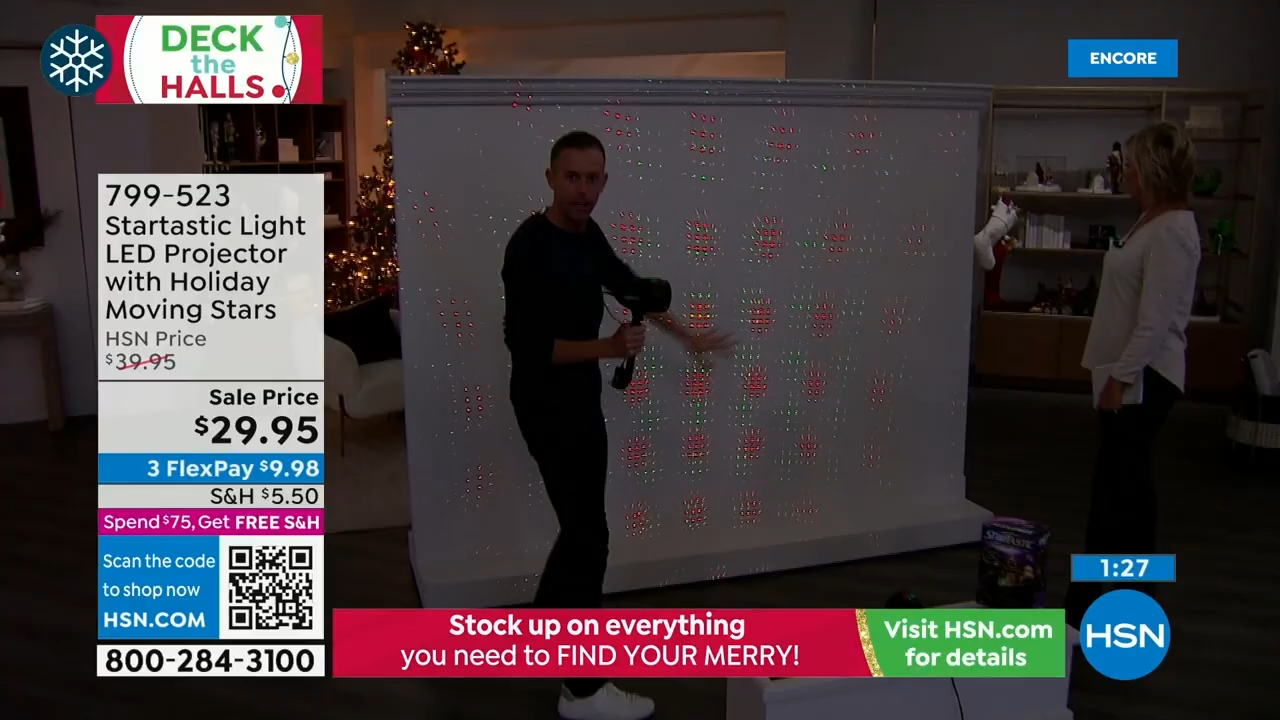 DECK
the
HALLS
ENCORE
799-523
Startastic Light
LED Projector
with Holiday
Moving Stars
HSN Price
$39.95
Sale Price
$29.95
3 FlexPay $9.98
S&H $5.50
Spend $75, Get FREE S&H
Scan the code
to shop now
HSN.COM
800-284-3100
Stock up on everything
you need to FIND YOUR MERRY!
Visit HSN.com
for details
STARTASTIC
1:27
HSN